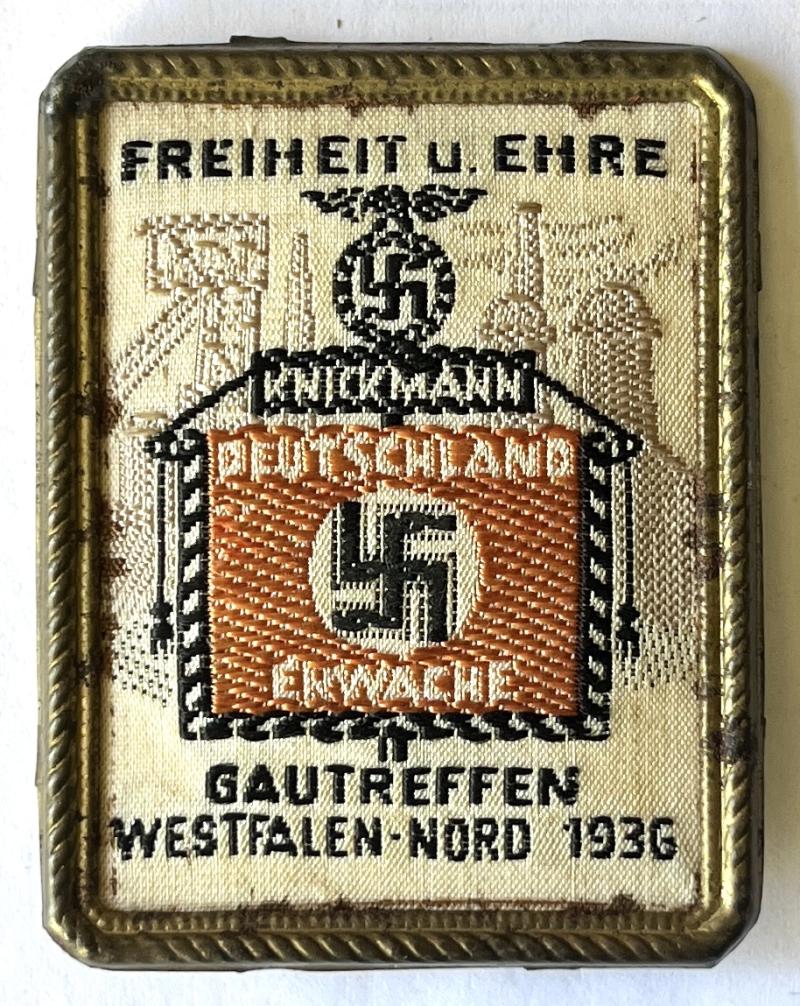 FREIHEIT u. EHRE
KNICKMANN
DEUTSCHLAND
ERWACHE
GAUTREFFEN
WESTFALEN-NORD 1936